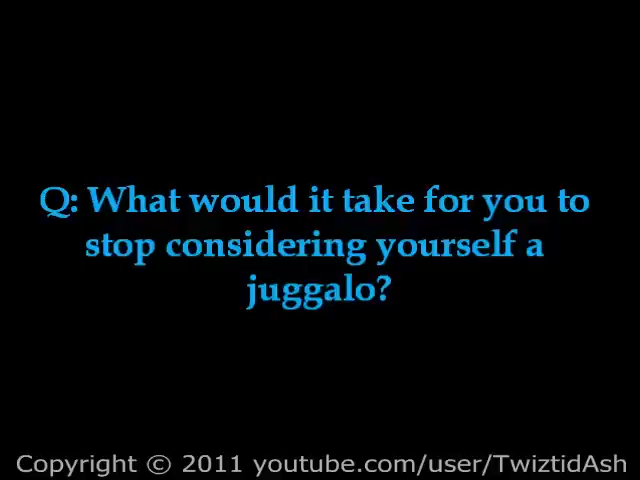 Q: What would it take for you to
stop considering yourself a
juggalo?
Copyright © 2011 youtube.com/user/TwiztidAsh